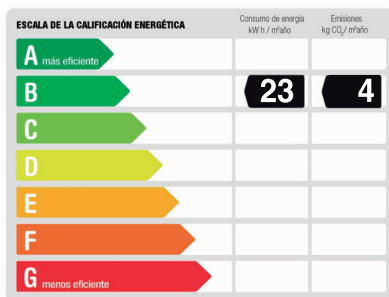 ESCALA DE LA CALIFICACIÓN ENERGÉTICA
Consumo de energía
kW h / m²año
Emisiones
kg CO₂/ m²año
A más eficiente
B 23 4
C
D
E
F
G menos eficiente